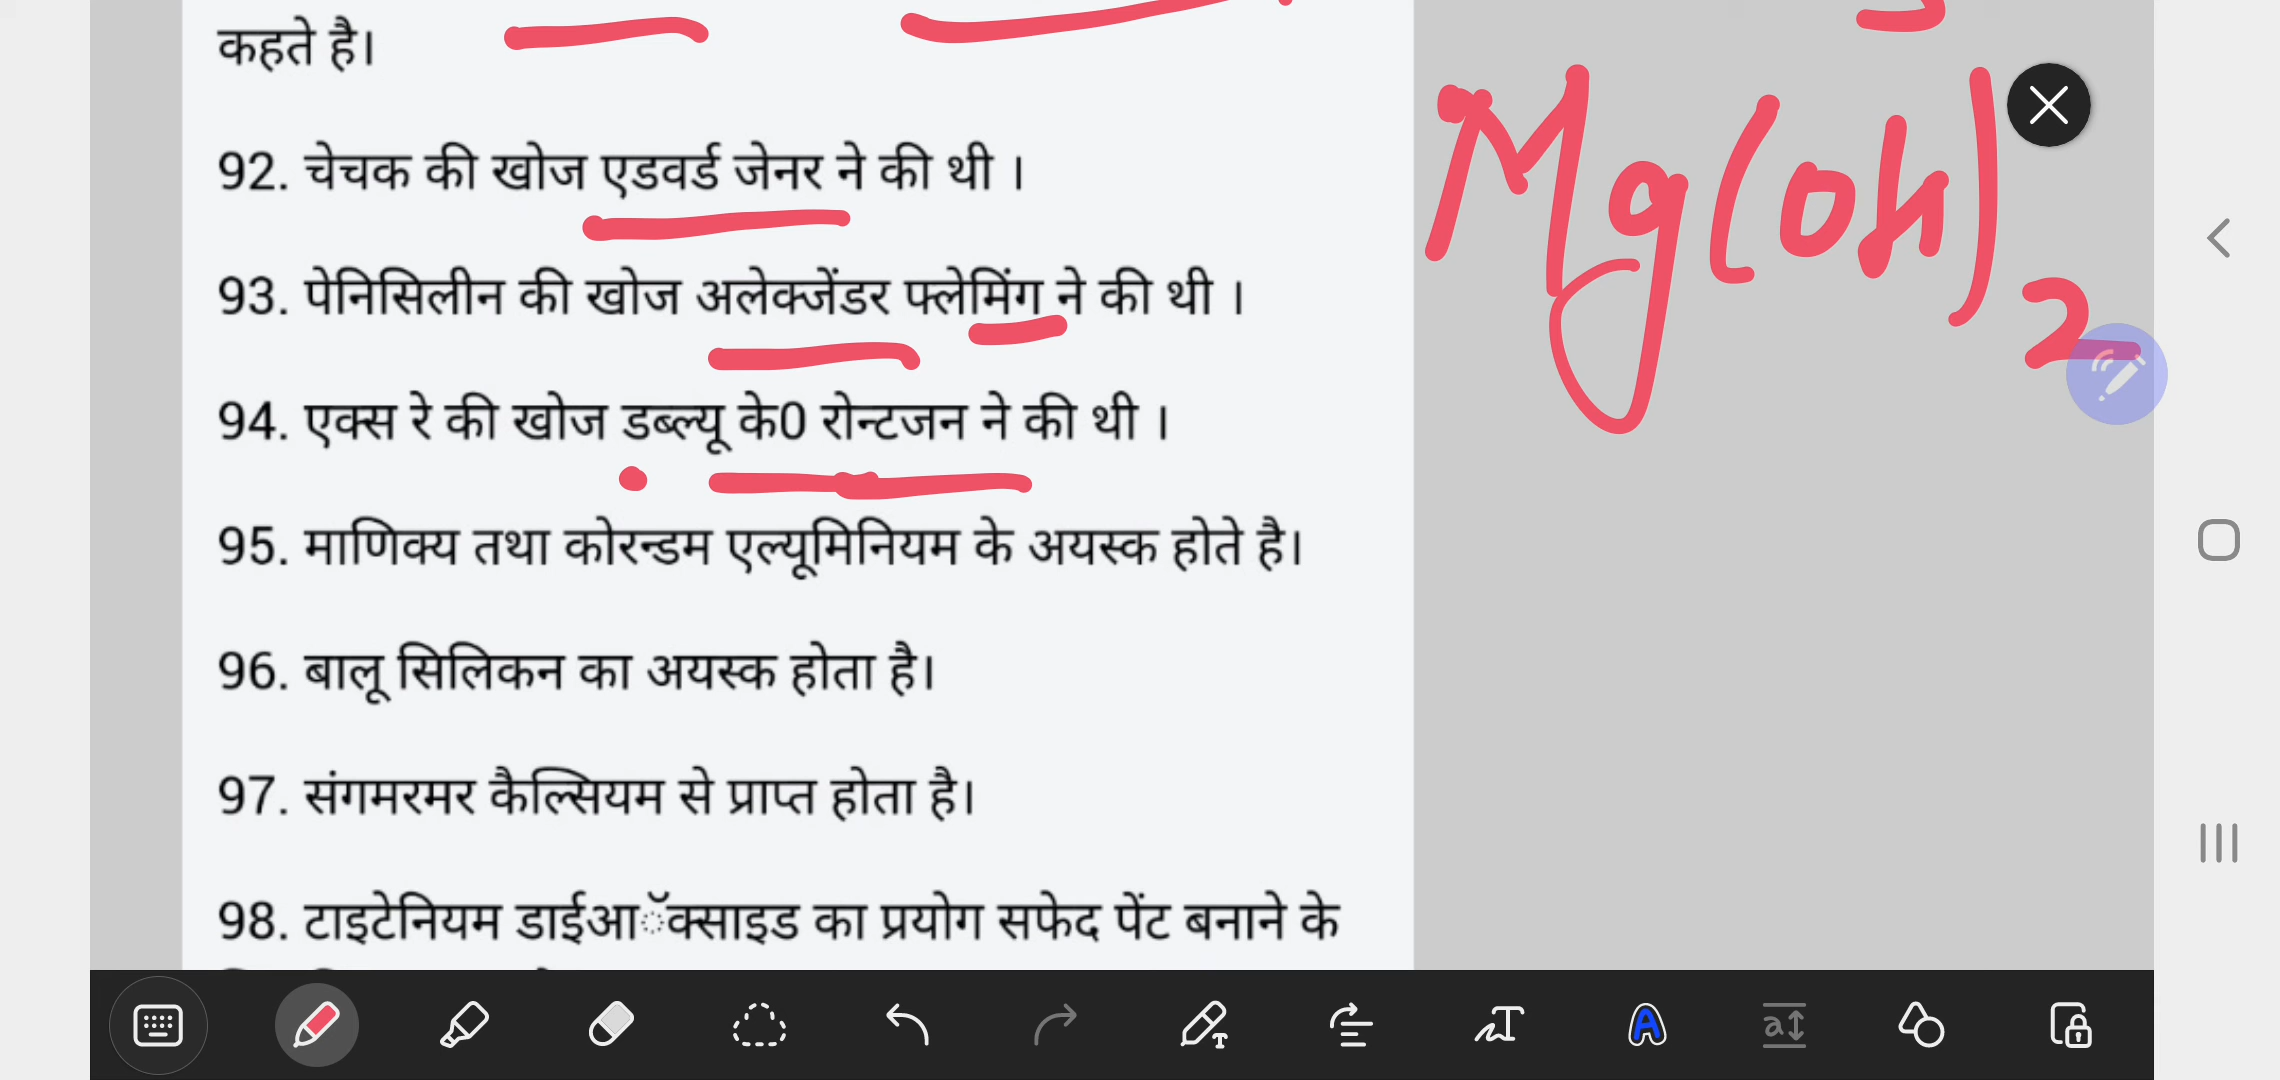 कहते है।
92. चेचक की खोज एडवर्ड जेनर ने की थी ।
93. पेनिसिलीन की खोज अलेक्जेंडर फ्लेमिंग ने की थी ।
94. एक्स रे की खोज डब्ल्यू के0 रोन्टजन ने की थी ।
95. माणिक्य तथा कोरन्डम एल्यूमिनियम के अयस्क होते है।
96. बालू सिलिकन का अयस्क होता है।
97. संगमरमर कैल्सियम से प्राप्त होता है।
98. टाइटेनियम डाईआॅक्साइड का प्रयोग सफेद पेंट बनाने के
Mg(oh)2